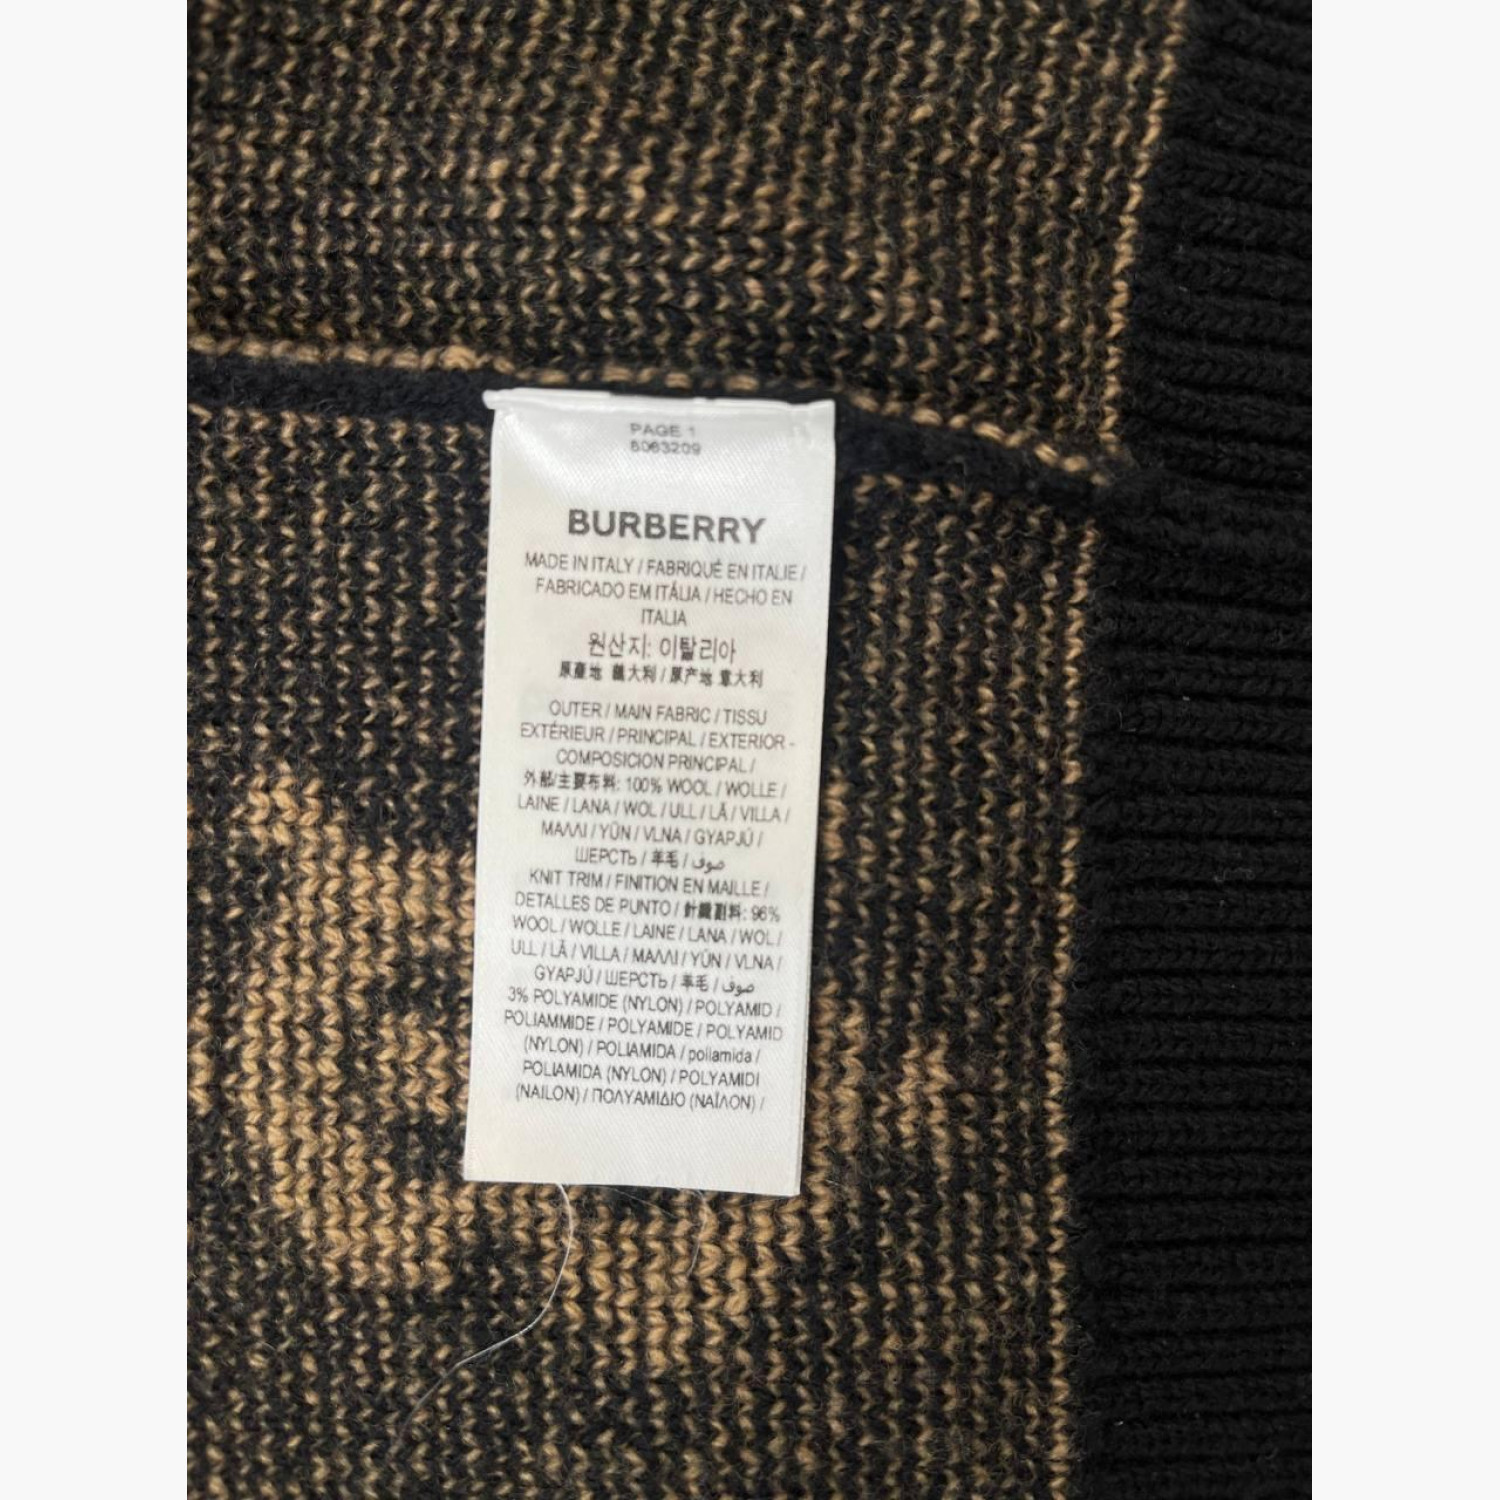 PAGE 1
8063209
BURBERRY
MADE IN ITALY / FABRIQUÉ EN ITALIE /
FABRICADO EM ITÁLIA / HECHO EN
ITALIA
원산지: 이탈리아
原產地 義大利 / 原产地 意大利
OUTER / MAIN FABRIC / TISSU
EXTÉRIEUR / PRINCIPAL / EXTERIOR -
COMPOSICION PRINCIPAL /
外部/主要布料: 100% WOOL / WOLLE /
LAINE / LANA / WOL / ULL / LÃ / VILLA /
ΜΑΛΛΙ / YÜN / VLNA / GYAPJÚ /
ШЕРСТЬ / 羊毛 / صوف
KNIT TRIM / FINITION EN MAILLE /
DETALLES DE PUNTO / 針織副料: 96%
WOOL / WOLLE / LAINE / LANA / WOL /
ULL / LÃ / VILLA / ΜΑΛΛΙ / YÜN / VLNA /
GYAPJÚ / ШЕРСТЬ / 羊毛 / صوف
3% POLYAMIDE (NYLON) / POLYAMID /
POLIAMMIDE / POLYAMIDE / POLYAMID
(NYLON) / POLIAMIDA / poliamida /
POLIAMIDA (NYLON) / POLYAMIDI
(NAILON) / ΠΟΛΥΑΜΙΔΙΟ (ΝΑΪΛΟΝ) /